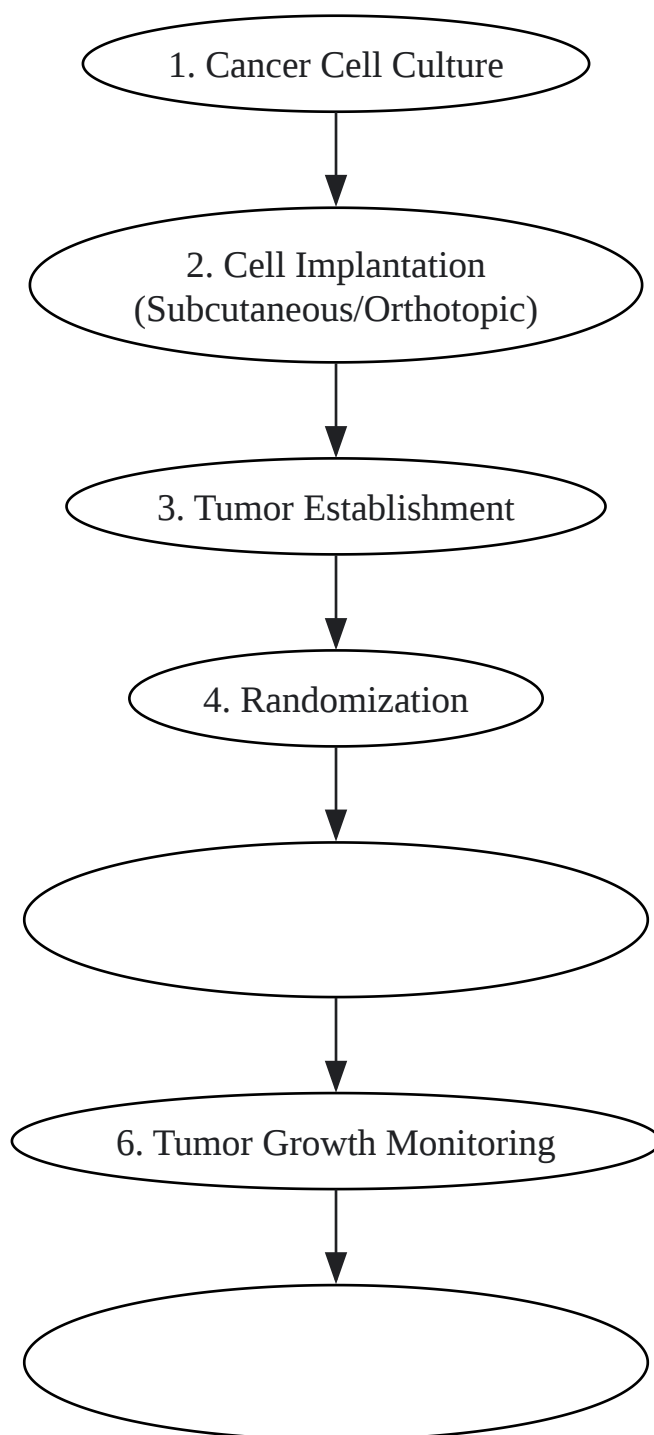 1. Cancer Cell Culture
2. Cell Implantation
(Subcutaneous/Orthotopic)
3. Tumor Establishment
4. Randomization
6. Tumor Growth Monitoring